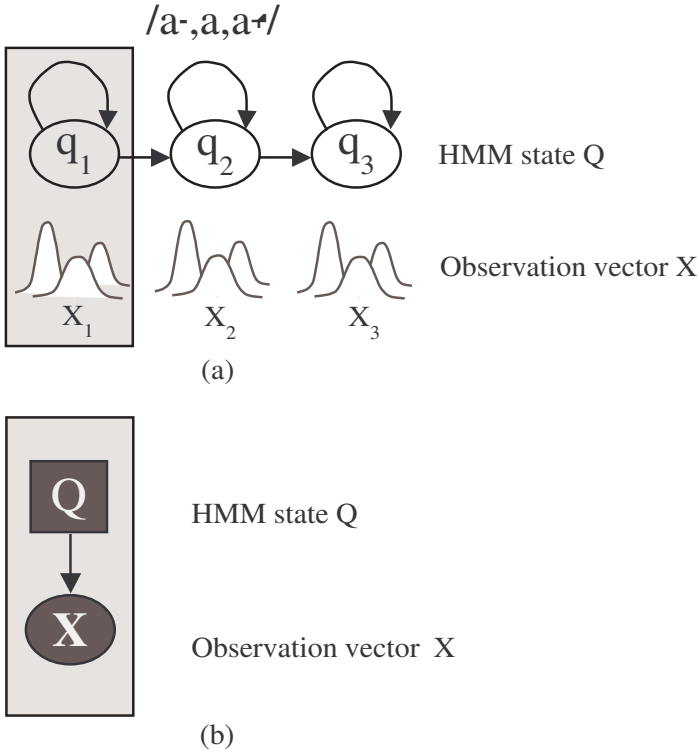 /a-,a,a+/
q1 q2 q3 HMM state Q
Observation vector X
X1 X2 X3
(a)
Q HMM state Q
X Observation vector X
(b)